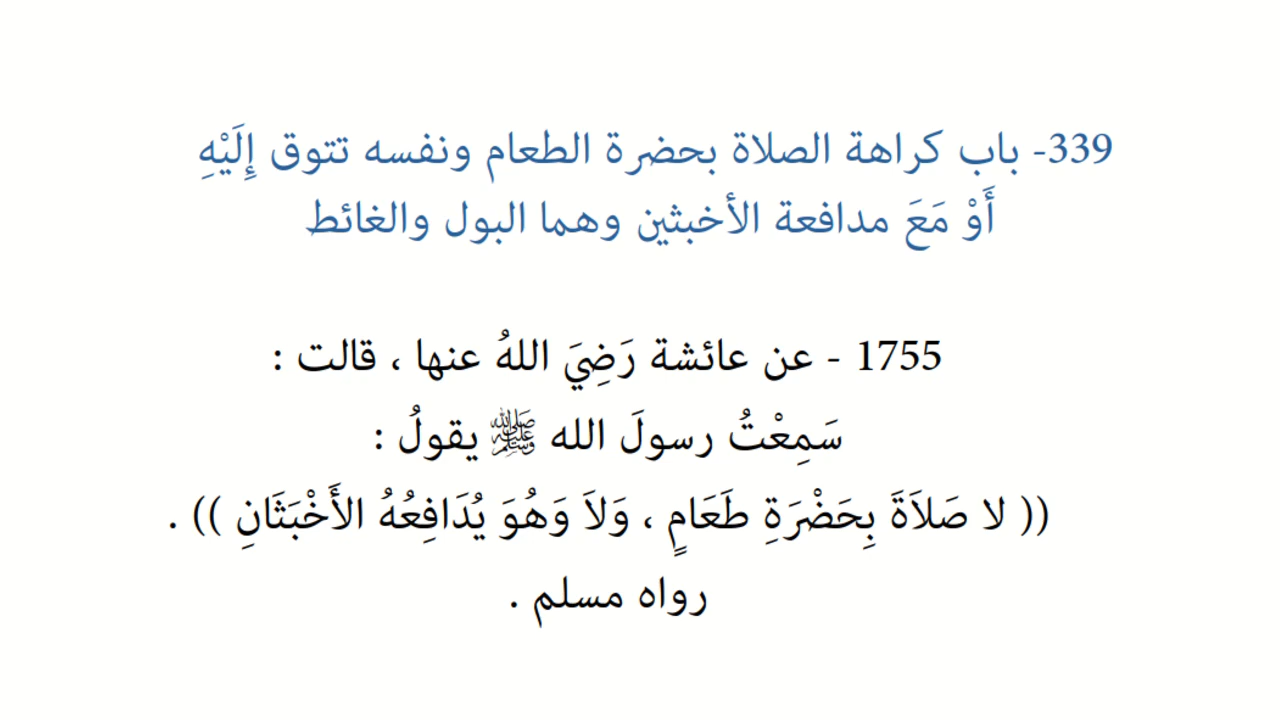 339- باب كراهة الصلاة بحضرة الطعام ونفسه تتوق إِلَيْهِ
أَوْ مَعَ مدافعة الأخبثين وهما البول والغائط
1755 - عن عائشة رَضِيَ اللهُ عنها ، قالت :
سَمِعْتُ رسولَ الله ﷺ يقولُ :
(( لا صَلاَةَ بِحَضْرَةِ طَعَامٍ ، وَلاَ وَهُوَ يُدَافِعُهُ الأَخْبَثَانِ )) .
رواه مسلم .